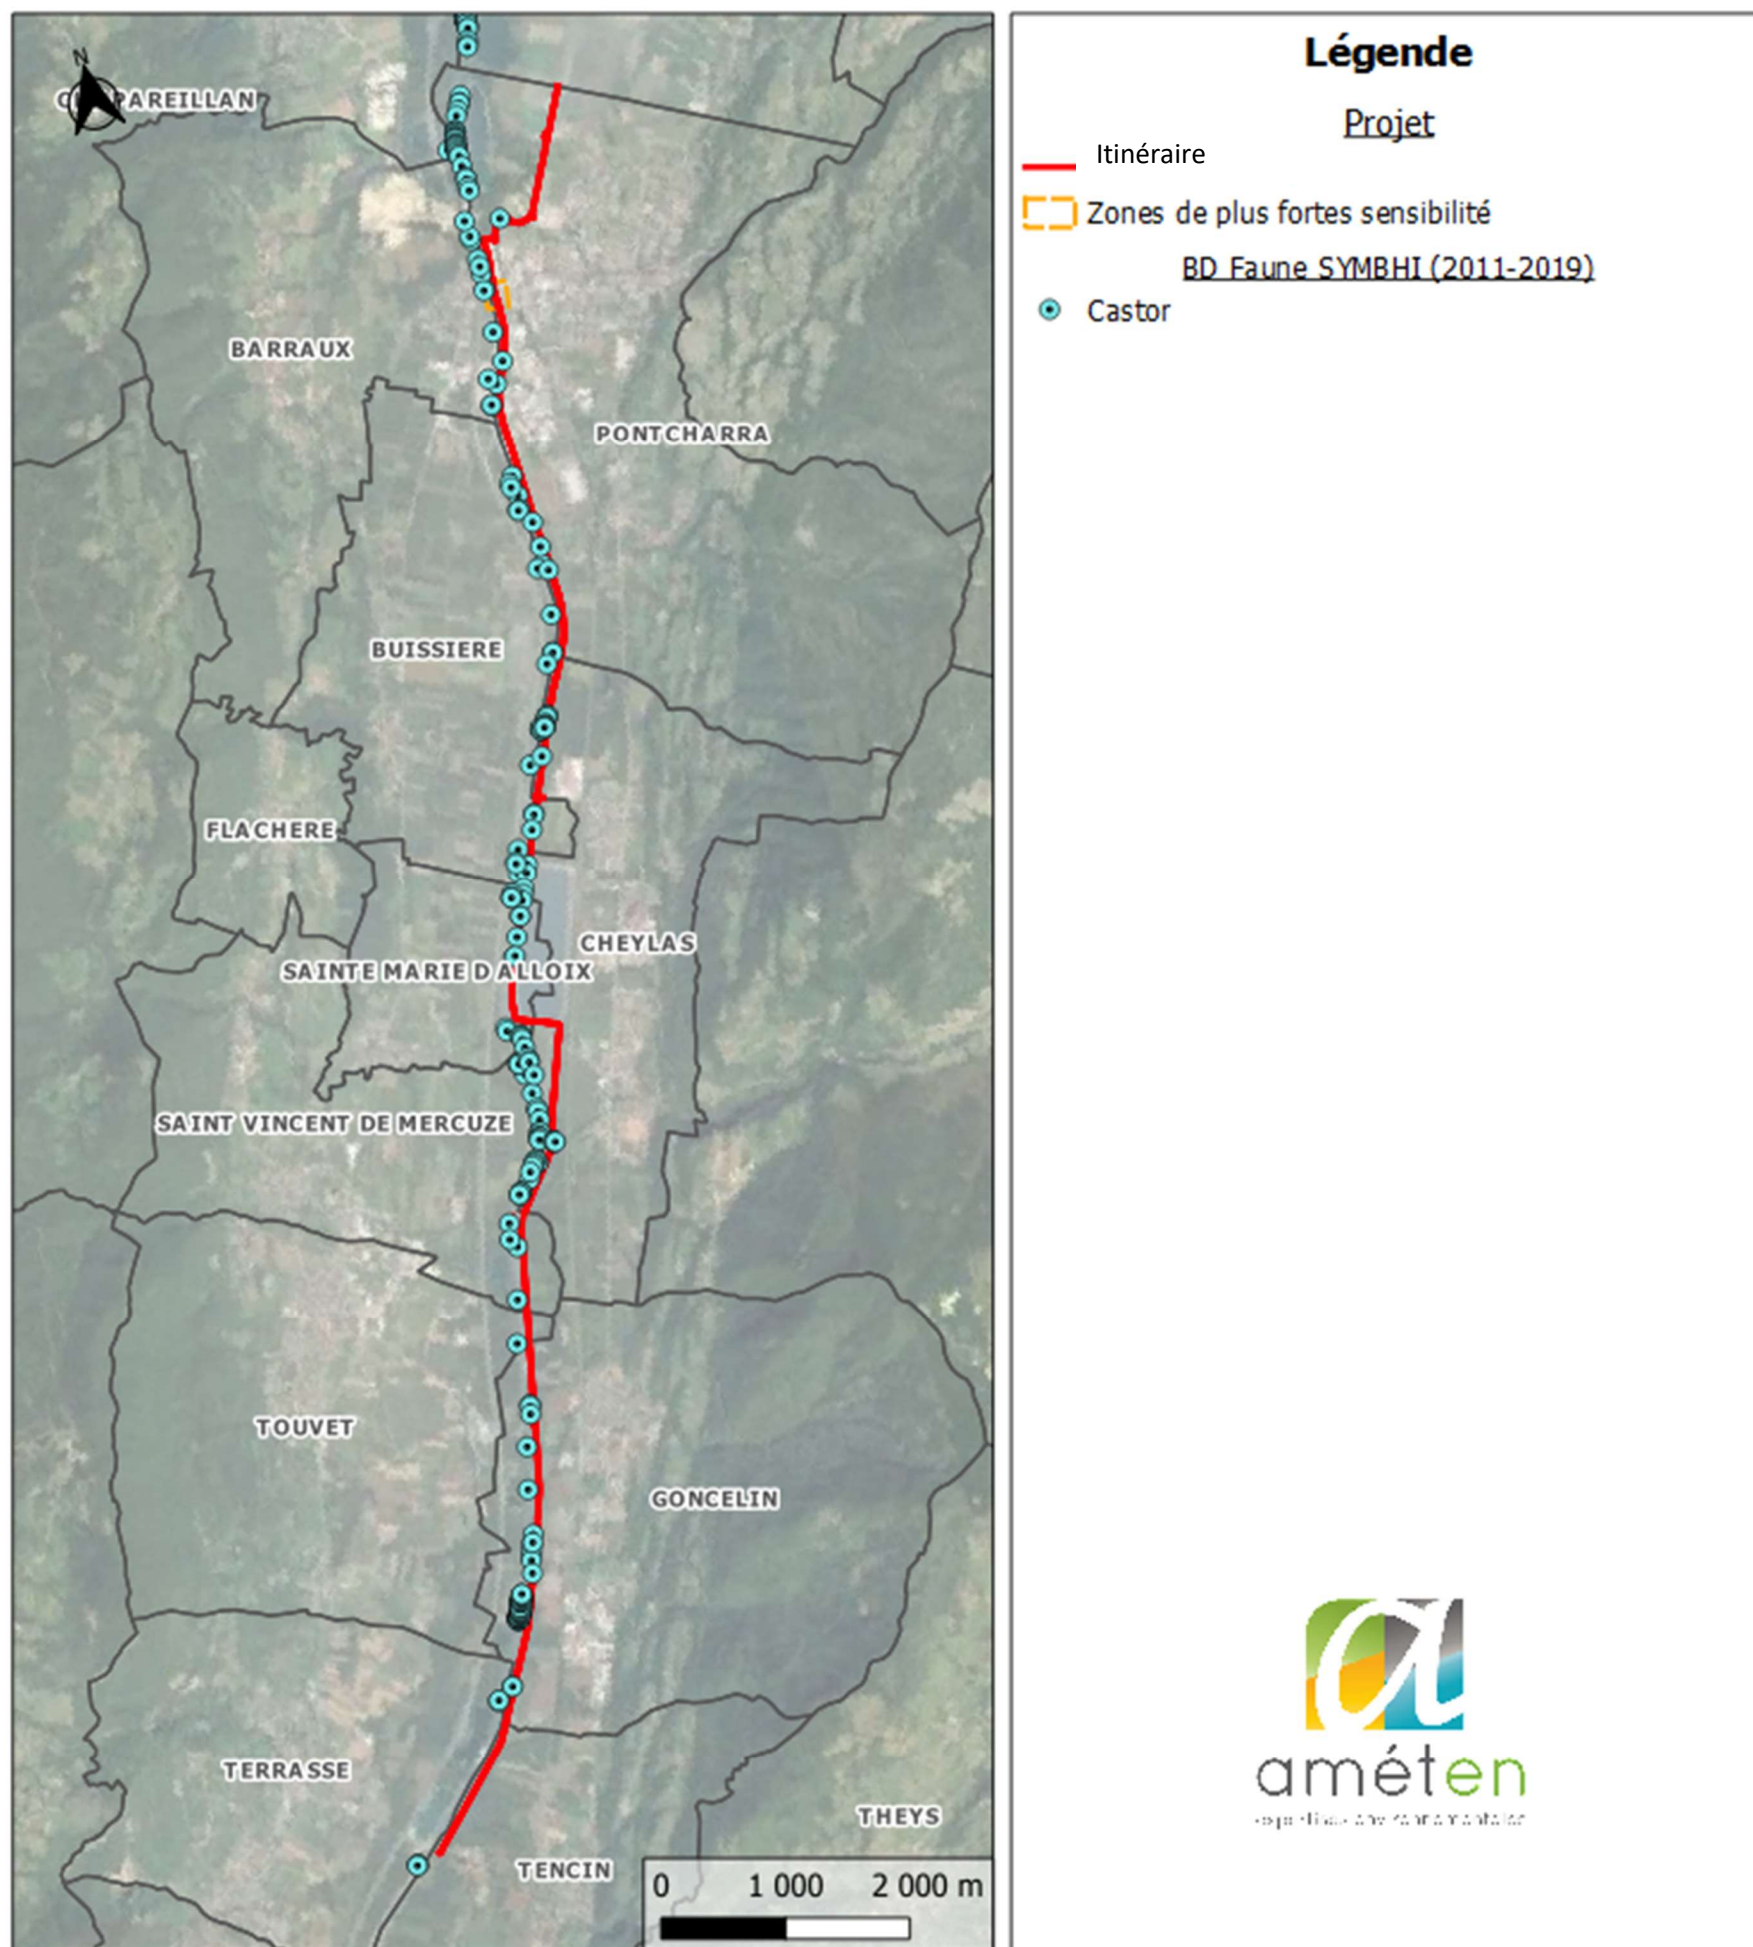 N
PAREILLAN
BARRAUX
PONTCHARRA
BUISSIERE
FLACHERE
CHEYLAS
SAINTE MARIE D ALLOIX
SAINT VINCENT DE MERCUZE
TOUVET
GONCELIN
TERRASSE
THEYS
TENCIN
0 1 000 2 000 m
Légende
Projet
Itinéraire
Zones de plus fortes sensibilité
BD Faune SYMBHI (2011-2019)
Castor
améten